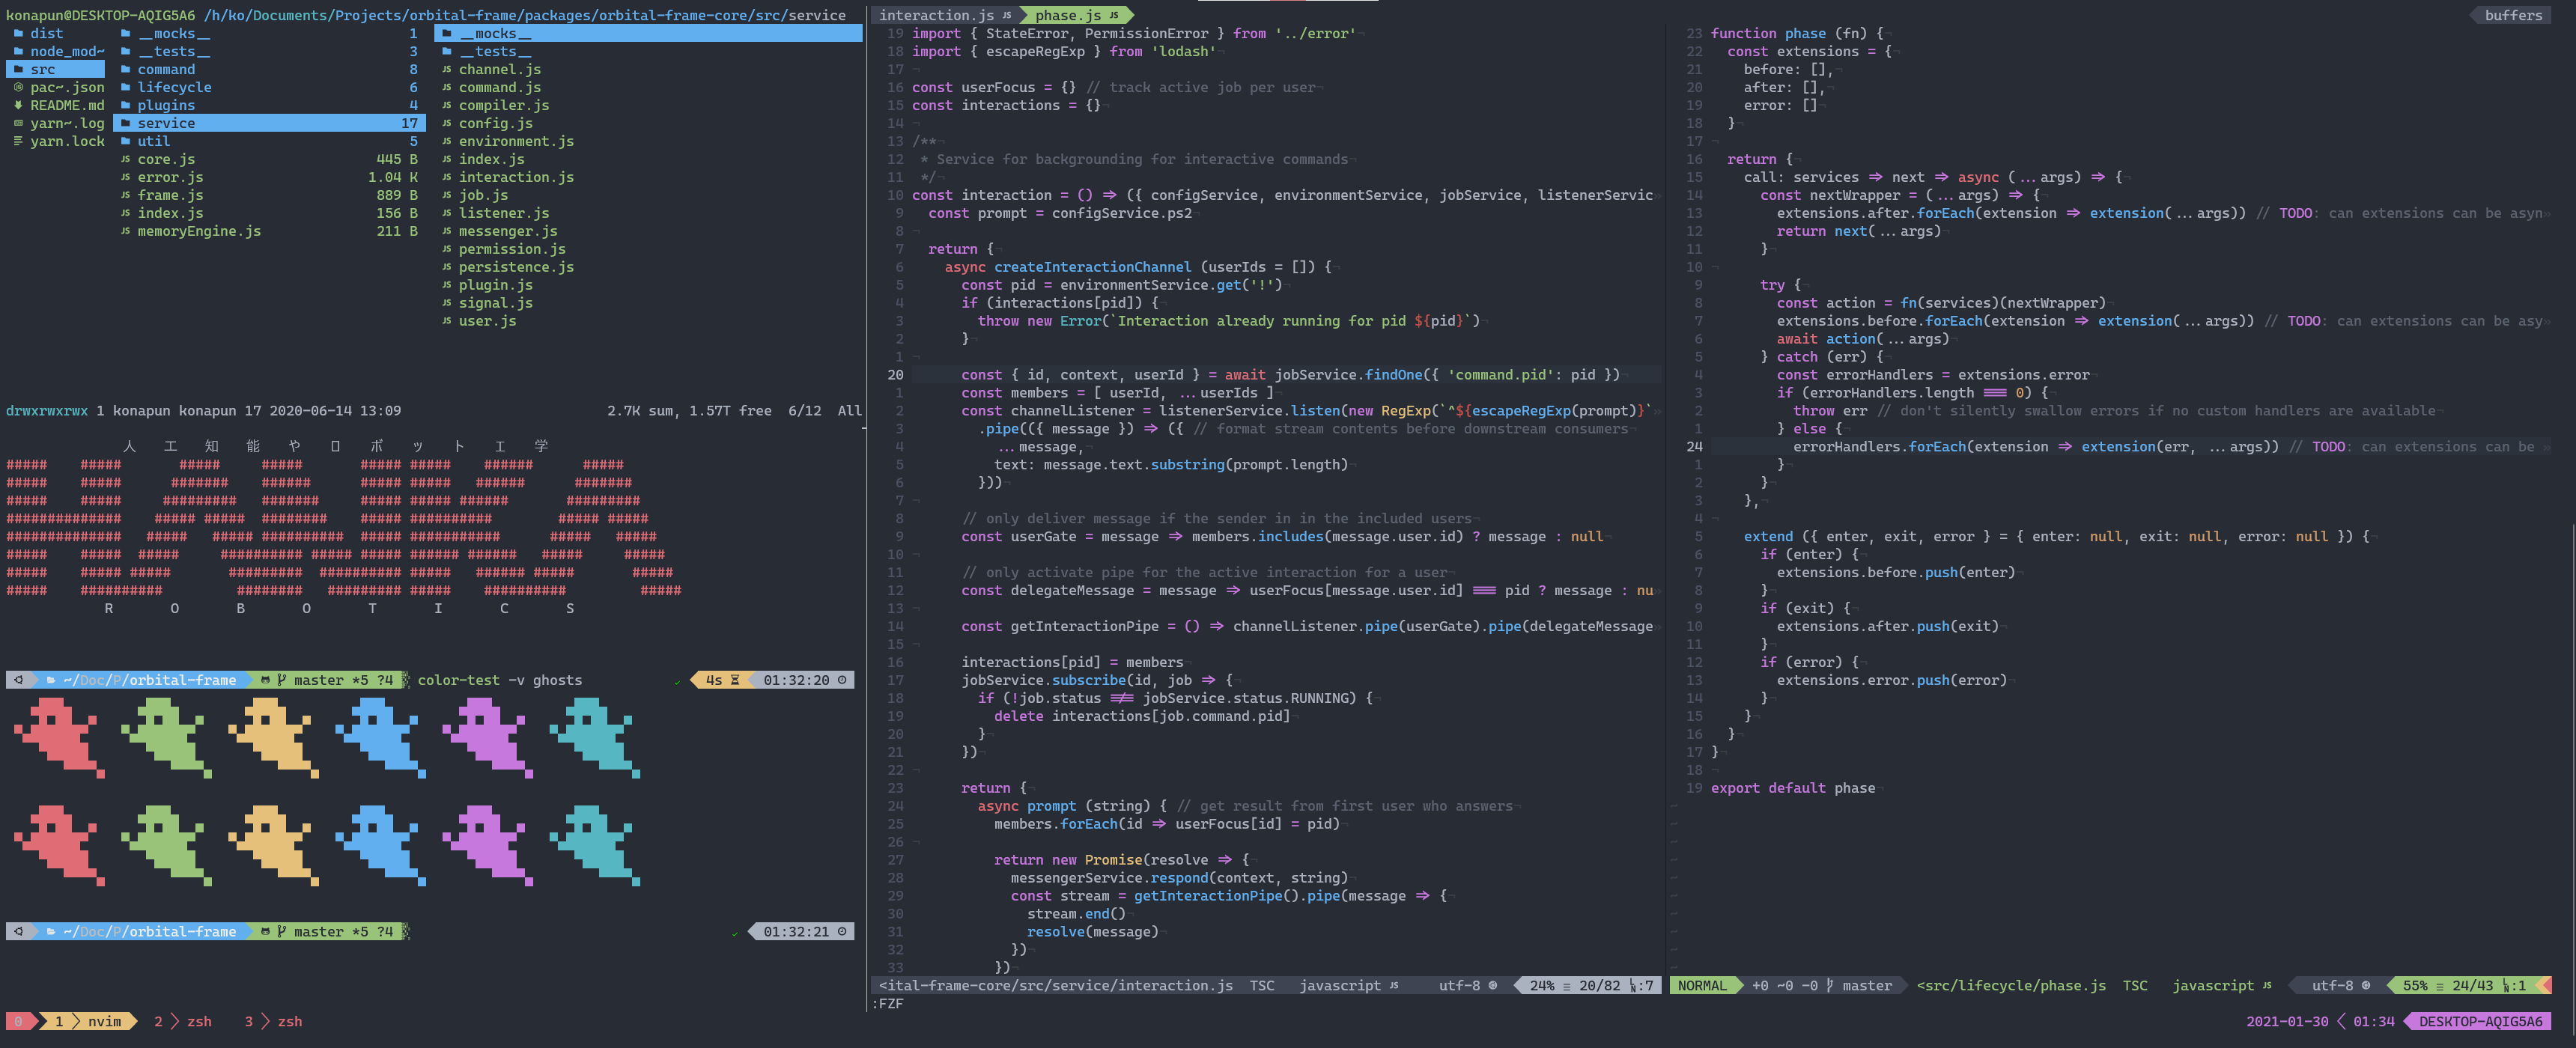 konapun@DESKTOP-AQIG5A6 /h/ko/Documents/Projects/orbital-frame/packages/orbital-frame-core/src/service
dist
node_mod~
src
pac~.json
README.md
yarn~.log
yarn.lock
__mocks__ 1
__tests__ 3
command 8
lifecycle 6
plugins 4
service 17
util 5
core.js 445 B
error.js 1.04 K
frame.js 889 B
index.js 156 B
memoryEngine.js 211 B
__mocks__
__tests__
channel.js
command.js
compiler.js
config.js
environment.js
index.js
interaction.js
job.js
listener.js
messenger.js
permission.js
persistence.js
plugin.js
signal.js
user.js
drwxrwxrwx 1 konapun konapun 17 2020-06-14 13:09 2.7K sum, 1.57T free 6/12 All
人 工 知 能 や ロ ボ ッ ト 工 学
#####    #####       #####     #####       ##### #####    ######      #####
#####    #####      #######    ######      ##### #####   ######      #######
#####    #####     #########   #######     ##### ##### ######       #########
##############    ##### #####  ########    ##### ##########        ##### #####
##############   #####   ##### ##########  ##### ###########      #####   #####
#####    #####  #####     ########## ##### ##### ###### ######   #####     #####
#####    ##### #####       #########  ########## #####   ###### #####       #####
#####    ##########         ########   ######### #####    ##########         #####
R O B O T I C S
~/Doc/P/orbital-frame master *5 ?4 color-test -v ghosts 4s 01:32:20
~/Doc/P/orbital-frame master *5 ?4 01:32:21
interaction.js JS phase.js JS
19 import { StateError, PermissionError } from '../error'¬
18 import { escapeRegExp } from 'lodash'¬
17 ¬
16 const userFocus = {} // track active job per user¬
15 const interactions = {}¬
14 ¬
13 /**¬
12  * Service for backgrounding for interactive commands¬
11  */¬
10 const interaction = () => ({ configService, environmentService, jobService, listenerServic»
9   const prompt = configService.ps2¬
8 ¬
7   return {¬
6     async createInteractionChannel (userIds = []) {¬
5       const pid = environmentService.get('!')¬
4       if (interactions[pid]) {¬
3         throw new Error(`Interaction already running for pid ${pid}`)¬
2       }¬
1 ¬
20       const { id, context, userId } = await jobService.findOne({ 'command.pid': pid })¬
1       const members = [ userId, ...userIds ]¬
2       const channelListener = listenerService.listen(new RegExp(`^${escapeRegExp(prompt)}`»
3         .pipe(({ message }) => ({ // format stream contents before downstream consumers¬
4           ...message,¬
5           text: message.text.substring(prompt.length)¬
6         }))¬
7 ¬
8       // only deliver message if the sender in in the included users¬
9       const userGate = message => members.includes(message.user.id) ? message : null¬
10 ¬
11       // only activate pipe for the active interaction for a user¬
12       const delegateMessage = message => userFocus[message.user.id] === pid ? message : nu»
13 ¬
14       const getInteractionPipe = () => channelListener.pipe(userGate).pipe(delegateMessage»
15 ¬
16       interactions[pid] = members¬
17       jobService.subscribe(id, job => {¬
18         if (!job.status !== jobService.status.RUNNING) {¬
19           delete interactions[job.command.pid]¬
20         }¬
21       })¬
22 ¬
23       return {¬
24         async prompt (string) { // get result from first user who answers¬
25           members.forEach(id => userFocus[id] = pid)¬
26 ¬
27           return new Promise(resolve => {¬
28             messengerService.respond(context, string)¬
29             const stream = getInteractionPipe().pipe(message => {¬
30               stream.end()¬
31               resolve(message)¬
32             })¬
33           })¬
<ital-frame-core/src/service/interaction.js TSC javascript JS utf-8 24% ≡ 20/82 :7
:FZF
buffers
23 function phase (fn) {¬
22   const extensions = {¬
21     before: [],¬
20     after: [],¬
19     error: []¬
18   }¬
17 ¬
16   return {¬
15     call: services => next => async (...args) => {¬
14       const nextWrapper = (...args) => {¬
13         extensions.after.forEach(extension => extension(...args)) // TODO: can extensions can be asyn»
12         return next(...args)¬
11       }¬
10 ¬
9       try {¬
8         const action = fn(services)(nextWrapper)¬
7         extensions.before.forEach(extension => extension(...args)) // TODO: can extensions can be asy»
6         await action(...args)¬
5       } catch (err) {¬
4         const errorHandlers = extensions.error¬
3         if (errorHandlers.length === 0) {¬
2           throw err // don't silently swallow errors if no custom handlers are available¬
1         } else {¬
24           errorHandlers.forEach(extension => extension(err, ...args)) // TODO: can extensions can be »
1         }¬
2       }¬
3     },¬
4 ¬
5     extend ({ enter, exit, error } = { enter: null, exit: null, error: null }) {¬
6       if (enter) {¬
7         extensions.before.push(enter)¬
8       }¬
9       if (exit) {¬
10         extensions.after.push(exit)¬
11       }¬
12       if (error) {¬
13         extensions.error.push(error)¬
14       }¬
15     }¬
16   }¬
17 }¬
18 ¬
19 export default phase¬
NORMAL +0 ~0 -0 master <src/lifecycle/phase.js TSC javascript JS utf-8 55% ≡ 24/43 :1
0 1 nvim 2 zsh 3 zsh 2021-01-30 01:34 DESKTOP-AQIG5A6